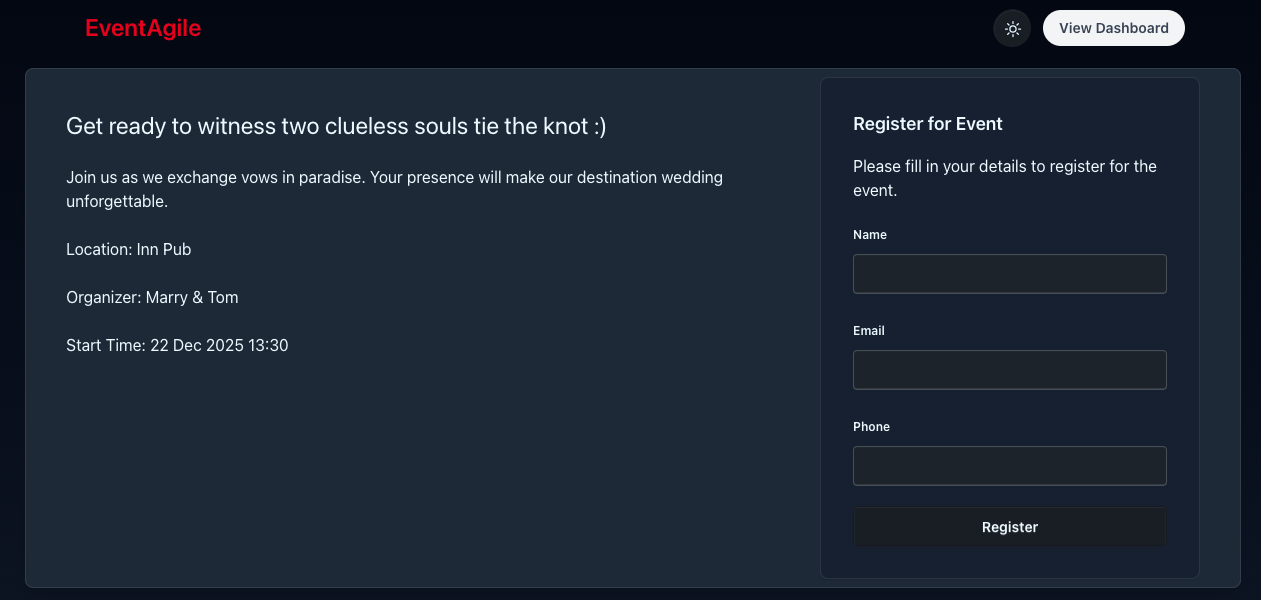 EventAgile
View Dashboard
Get ready to witness two clueless souls tie the knot :)
Join us as we exchange vows in paradise. Your presence will make our destination wedding
unforgettable.
Location: Inn Pub
Organizer: Marry & Tom
Start Time: 22 Dec 2025 13:30
Register for Event
Please fill in your details to register for the
event.
Name
Email
Phone
Register